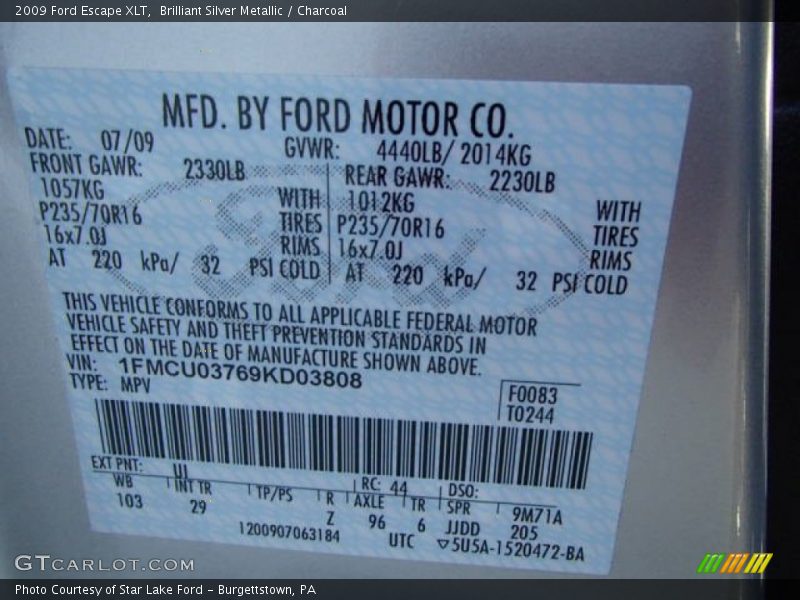 2009 Ford Escape XLT,  Brilliant Silver Metallic / Charcoal
MFD. BY FORD MOTOR CO.
DATE: 07/09 GVWR: 4440LB/ 2014KG
FRONT GAWR: 2330LB REAR GAWR: 2230LB
1057KG WITH 1012KG WITH
P235/70R16 TIRES P235/70R16 TIRES
16x7.0J RIMS 16x7.0J RIMS
AT 220 kPa/ 32 PSI COLD AT 220 kPa/ 32 PSI COLD
Ford
THIS VEHICLE CONFORMS TO ALL APPLICABLE FEDERAL MOTOR
VEHICLE SAFETY AND THEFT PREVENTION STANDARDS IN
EFFECT ON THE DATE OF MANUFACTURE SHOWN ABOVE.
VIN: 1FMCU03769KD03808
TYPE: MPV
F0083
T0244
EXT PNT: UI RC: 44 DSO:
WB INT TR TP/PS R AXLE TR SPR 9M71A
103 29 Z 96 6 JJDD 205
1200907063184 UTC ▽5U5A-1520472-BA
GTCARLOT.COM
Photo Courtesy of Star Lake Ford - Burgettstown, PA